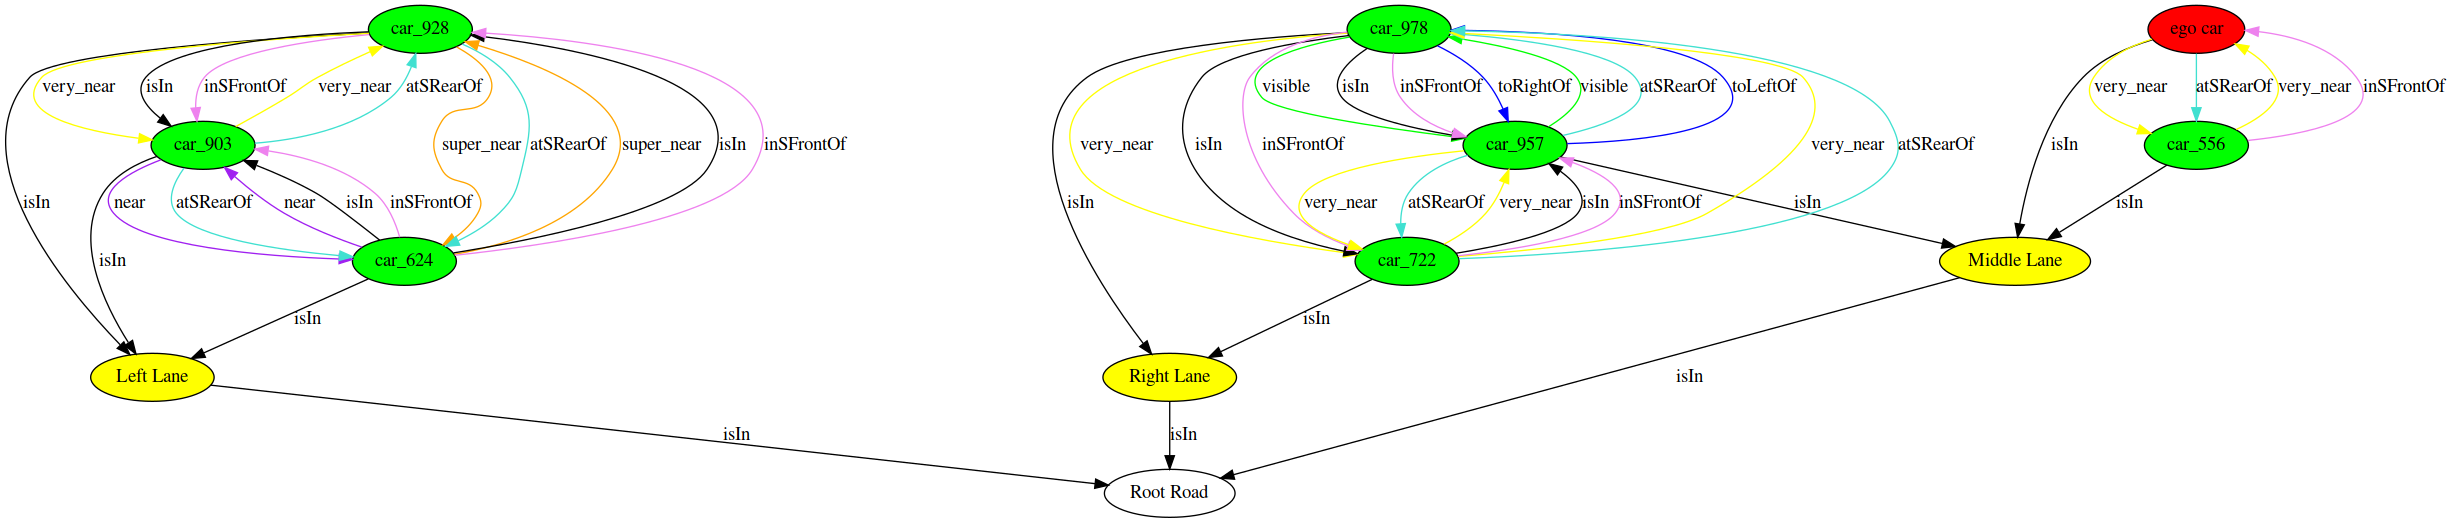 car_928
car_978
ego car
very_near
isIn
inSFrontOf
very_near
atSRearOf
visible
isIn
inSFrontOf
toRightOf
visible
atSRearOf
toLeftOf
very_near
atSRearOf
very_near
inSFrontOf
car_903
super_near
atSRearOf
super_near
isIn
inSFrontOf
very_near
isIn
inSFrontOf
car_957
very_near
atSRearOf
isIn
car_556
isIn
near
atSRearOf
near
isIn
inSFrontOf
isIn
very_near
atSRearOf
very_near
isIn
inSFrontOf
isIn
isIn
isIn
car_624
car_722
Middle Lane
isIn
isIn
Left Lane
Right Lane
isIn
isIn
isIn
Root Road